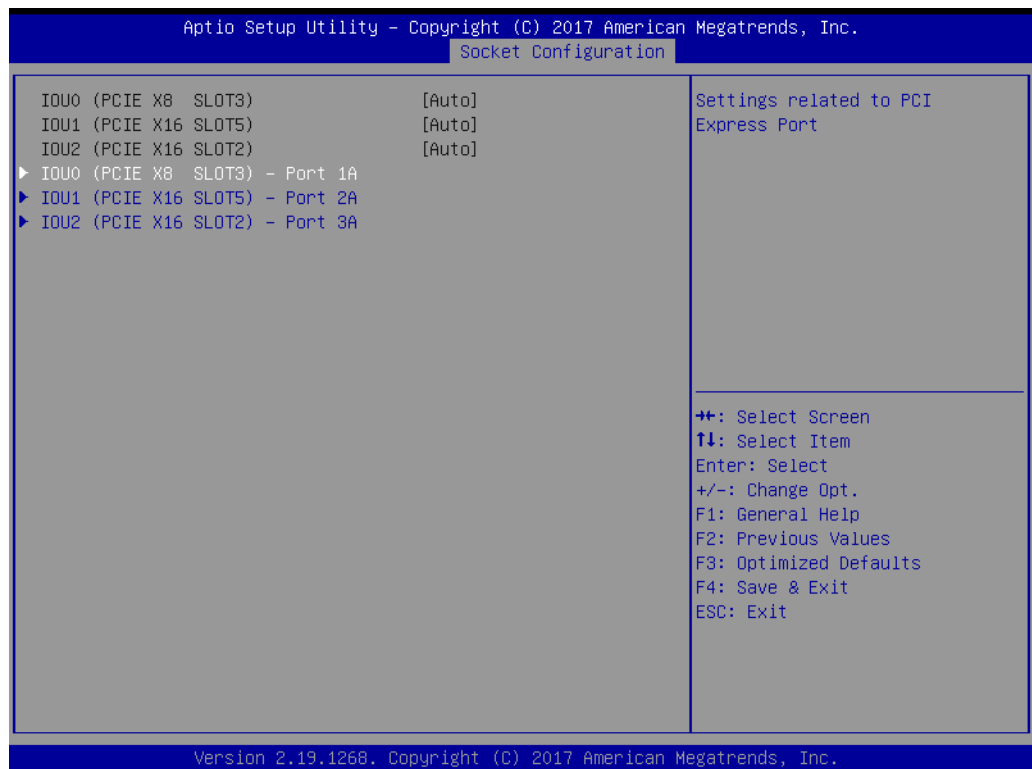 Aptio Setup Utility – Copyright (C) 2017 American Megatrends, Inc.
Socket Configuration
IOU0 (PCIE X8  SLOT3) [Auto]
IOU1 (PCIE X16 SLOT5) [Auto]
IOU2 (PCIE X16 SLOT2) [Auto]
▶ IOU0 (PCIE X8  SLOT3) – Port 1A
▶ IOU1 (PCIE X16 SLOT5) – Port 2A
▶ IOU2 (PCIE X16 SLOT2) – Port 3A
Settings related to PCI
Express Port
→←: Select Screen
↑↓: Select Item
Enter: Select
+/-: Change Opt.
F1: General Help
F2: Previous Values
F3: Optimized Defaults
F4: Save & Exit
ESC: Exit
Version 2.19.1268. Copyright (C) 2017 American Megatrends, Inc.